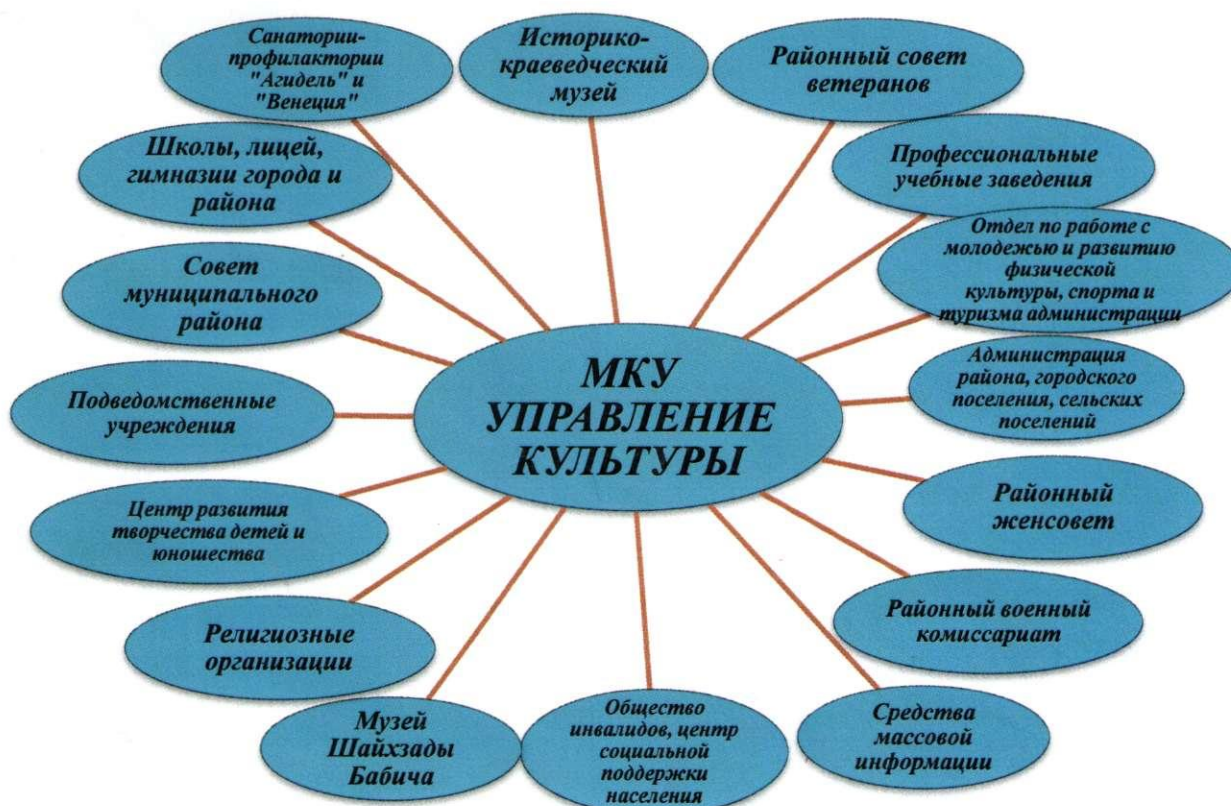 Санатории-
профилактории
"Агидель" и
"Венеция"
Историко-
краеведческий
музей
Районный совет
ветеранов
Школы, лицей,
гимназии города и
района
Профессиональные
учебные заведения
Отдел по работе с
молодежью и развитию
физической
культуры, спорта и
туризма администрации
Совет
муниципального
района
МКУ
УПРАВЛЕНИЕ
КУЛЬТУРЫ
Администрация
района, городского
поселения, сельских
поселений
Подведомственные
учреждения
Районный
женсовет
Центр развития
творчества детей и
юношества
Районный военный
комиссариат
Религиозные
организации
Музей
Шайхзады
Бабича
Общество
инвалидов, центр
социальной
поддержки
населения
Средства
массовой
информации